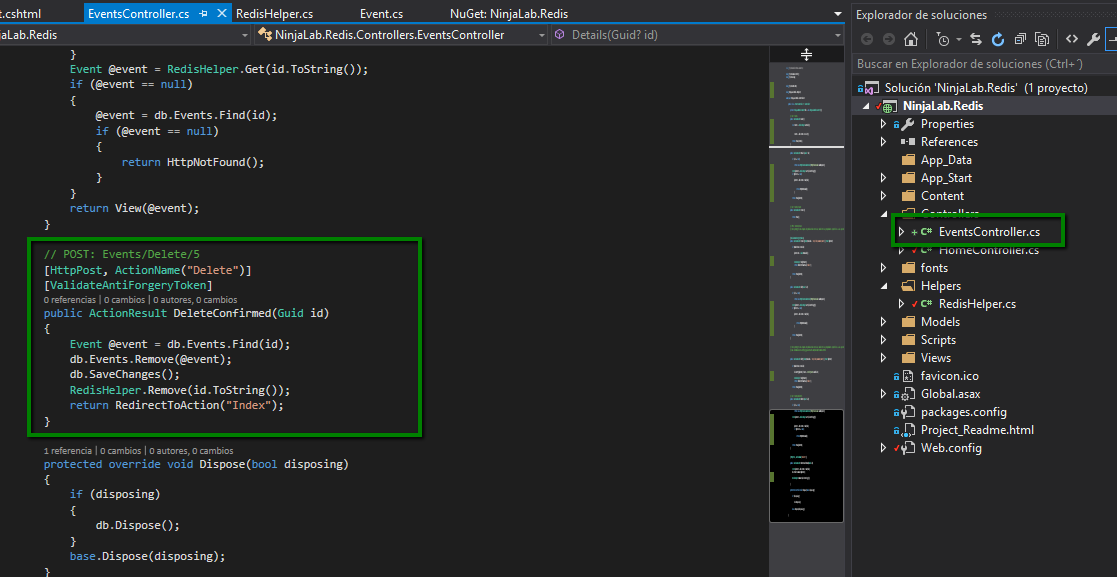 t.cshtml
EventsController.cs
RedisHelper.cs
Event.cs
NuGet: NinjaLab.Redis
jaLab.Redis
NinjaLab.Redis.Controllers.EventsController
Details(Guid? id)
}
Event @event = RedisHelper.Get(id.ToString());
if (@event == null)
{
@event = db.Events.Find(id);
if (@event == null)
{
return HttpNotFound();
}
}
return View(@event);
}
// POST: Events/Delete/5
[HttpPost, ActionName("Delete")]
[ValidateAntiForgeryToken]
0 referencias | 0 cambios | 0 autores, 0 cambios
public ActionResult DeleteConfirmed(Guid id)
{
Event @event = db.Events.Find(id);
db.Events.Remove(@event);
db.SaveChanges();
RedisHelper.Remove(id.ToString());
return RedirectToAction("Index");
}
1 referencia | 0 cambios | 0 autores, 0 cambios
protected override void Dispose(bool disposing)
{
if (disposing)
{
db.Dispose();
}
base.Dispose(disposing);
}
Explorador de soluciones
Buscar en Explorador de soluciones (Ctrl+´)
Solución 'NinjaLab.Redis' (1 proyecto)
NinjaLab.Redis
Properties
References
App_Data
App_Start
Content
Controllers
C# EventsController.cs
C# HomeController.cs
fonts
Helpers
C# RedisHelper.cs
Models
Scripts
Views
favicon.ico
Global.asax
packages.config
Project_Readme.html
Web.config